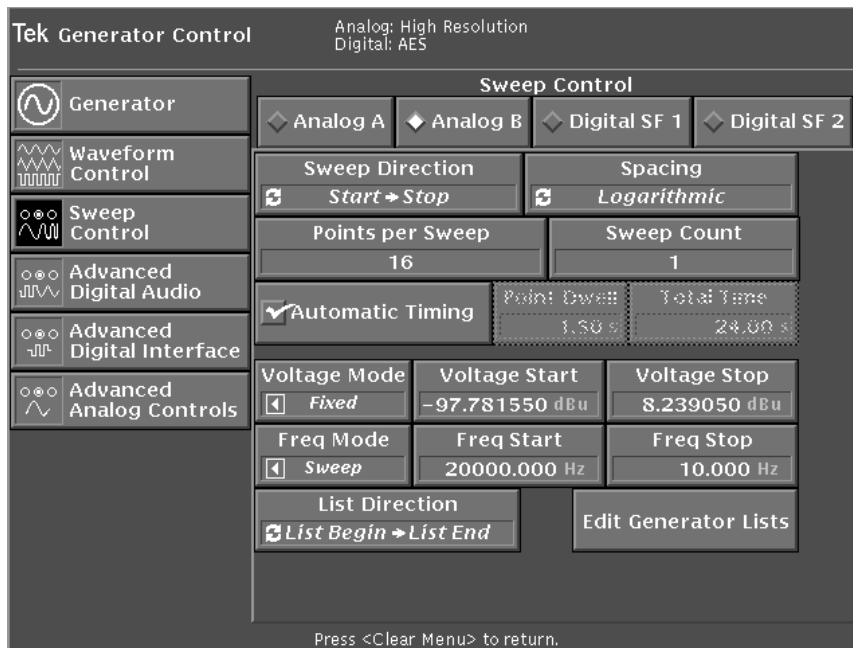 Tek Generator Control
Analog: High Resolution
Digital: AES
Generator
Waveform
Control
Sweep
Control
Advanced
Digital Audio
Advanced
Digital Interface
Advanced
Analog Controls
Sweep Control
Analog A
Analog B
Digital SF 1
Digital SF 2
Sweep Direction
Start→Stop
Spacing
Logarithmic
Points per Sweep
16
Sweep Count
1
Automatic Timing
Point Dwell
1.50 s
Total Time
24.00 s
Voltage Mode
Fixed
Voltage Start
-97.781550 dBu
Voltage Stop
8.239050 dBu
Freq Mode
Sweep
Freq Start
20000.000 Hz
Freq Stop
10.000 Hz
List Direction
List Begin→List End
Edit Generator Lists
Press <Clear Menu> to return.